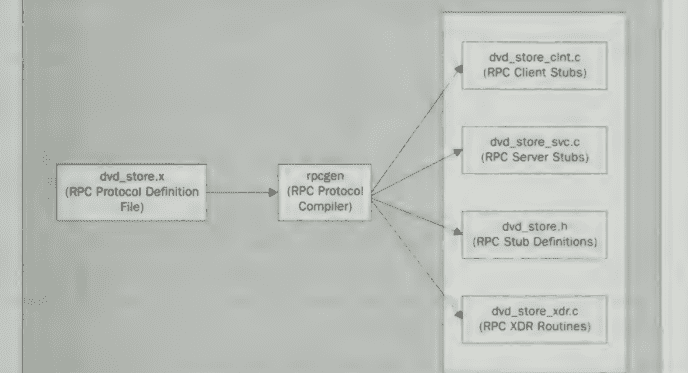 dvd_store.x
(RPC Protocol Definition
File)
rpcgen
(RPC Protocol
Compiler)
dvd_store_clnt.c
(RPC Client Stubs)
dvd_store_svc.c
(RPC Server Stubs)
dvd_store.h
(RPC Stub Definitions)
dvd_store_xdr.c
(RPC XDR Routines)